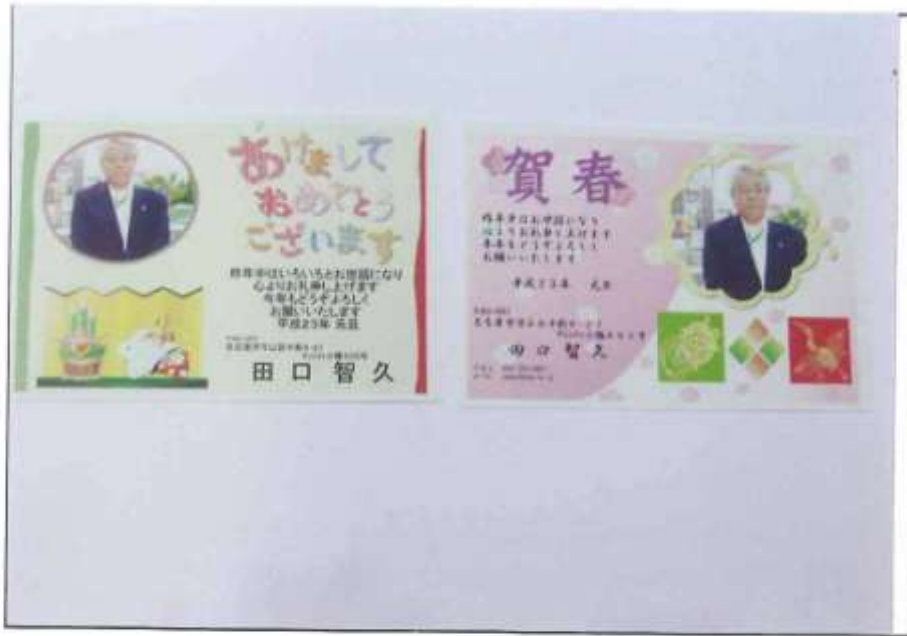 あけまして
おめでとう
ございます
昨年中はいろいろとお世話になり
心よりお礼申し上げます
今年もどうぞよろしく
お願いいたします
平成23年 元旦
田口智久
賀春
昨年中はお世話になり
心よりお礼申し上げます
本年もどうぞよろしく
お願いいたします
平成23年 元旦
田口智久